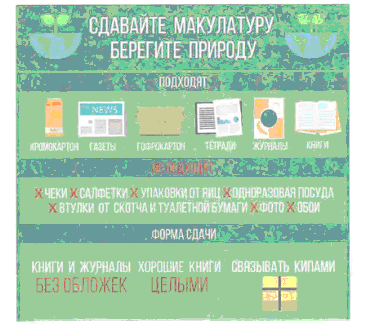 СДАВАЙТЕ МАКУЛАТУРУ
БЕРЕГИТЕ ПРИРОДУ
ПОДХОДЯТ
NEWS
ХРОМОКАРТОН ГАЗЕТЫ ГОФРОКАРТОН ТЕТРАДИ ЖУРНАЛЫ КНИГИ
НЕ ПОДХОДЯТ
X ЧЕКИ X САЛФЕТКИ X УПАКОВКИ ОТ ЯИЦ X ОДНОРАЗОВАЯ ПОСУДА
X ВТУЛКИ ОТ СКОТЧА И ТУАЛЕТНОЙ БУМАГИ X ФОТО X ОБОИ
ФОРМА СДАЧИ
КНИГИ И ЖУРНАЛЫ ХОРОШИЕ КНИГИ СВЯЗЫВАТЬ КИПАМИ
БЕЗ ОБЛОЖЕК ЦЕЛЫМИ